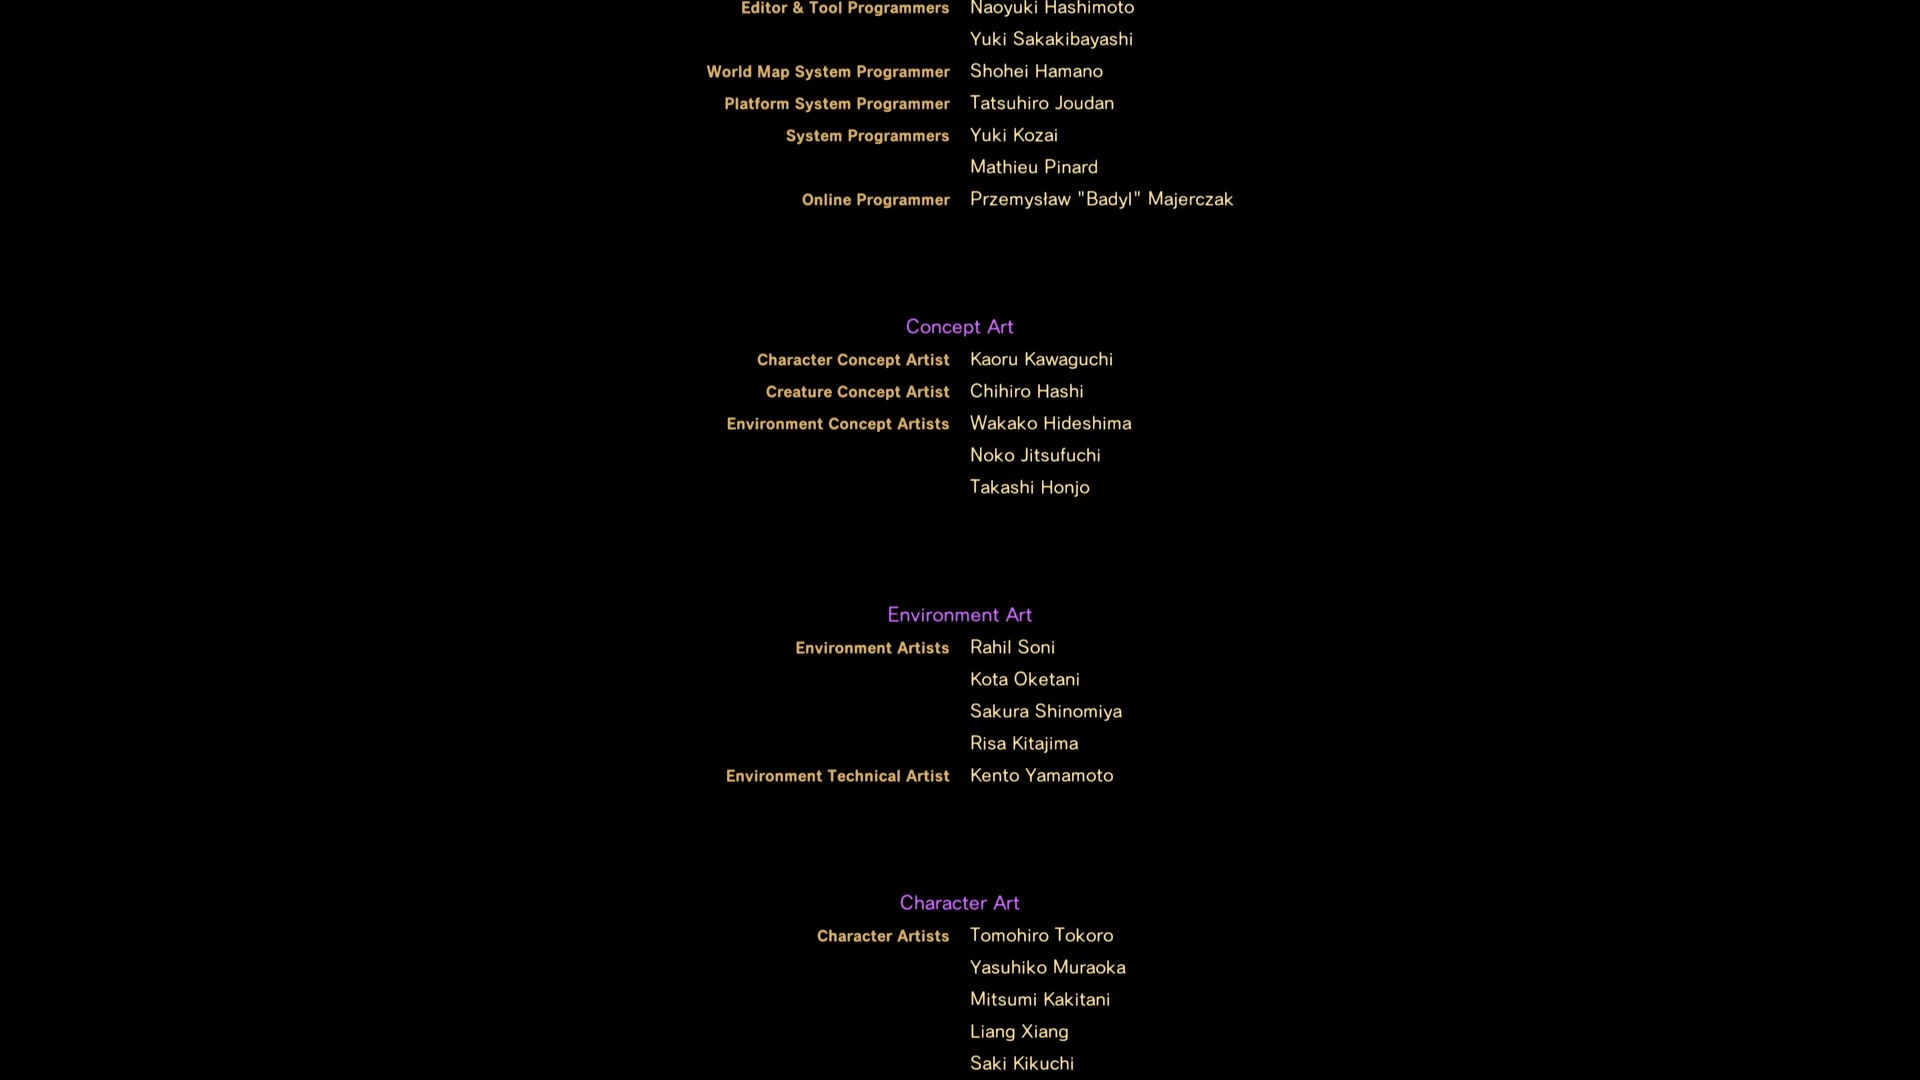 Editor & Tool Programmers Naoyuki Hashimoto
Yuki Sakakibayashi
World Map System Programmer Shohei Hamano
Platform System Programmer Tatsuhiro Joudan
System Programmers Yuki Kozai
Mathieu Pinard
Online Programmer Przemysław "Badyl" Majerczak
Concept Art
Character Concept Artist Kaoru Kawaguchi
Creature Concept Artist Chihiro Hashi
Environment Concept Artists Wakako Hideshima
Noko Jitsufuchi
Takashi Honjo
Environment Art
Environment Artists Rahil Soni
Kota Oketani
Sakura Shinomiya
Risa Kitajima
Environment Technical Artist Kento Yamamoto
Character Art
Character Artists Tomohiro Tokoro
Yasuhiko Muraoka
Mitsumi Kakitani
Liang Xiang
Saki Kikuchi